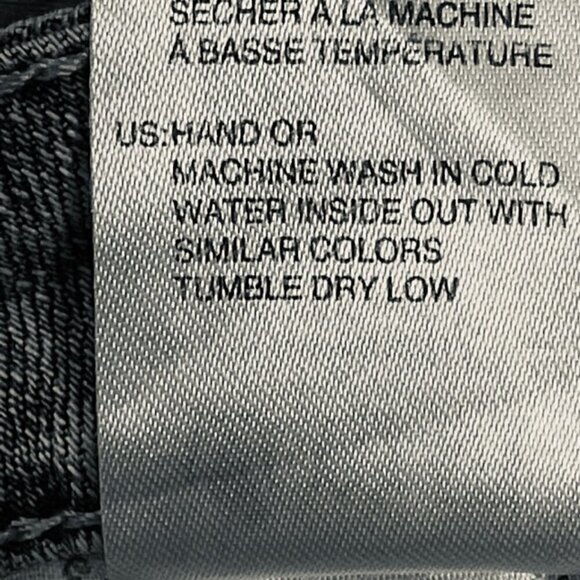 SÉCHER À LA MACHINE
À BASSE TEMPÉRATURE
US:HAND OR
MACHINE WASH IN COLD
WATER INSIDE OUT WITH
SIMILAR COLORS
TUMBLE DRY LOW